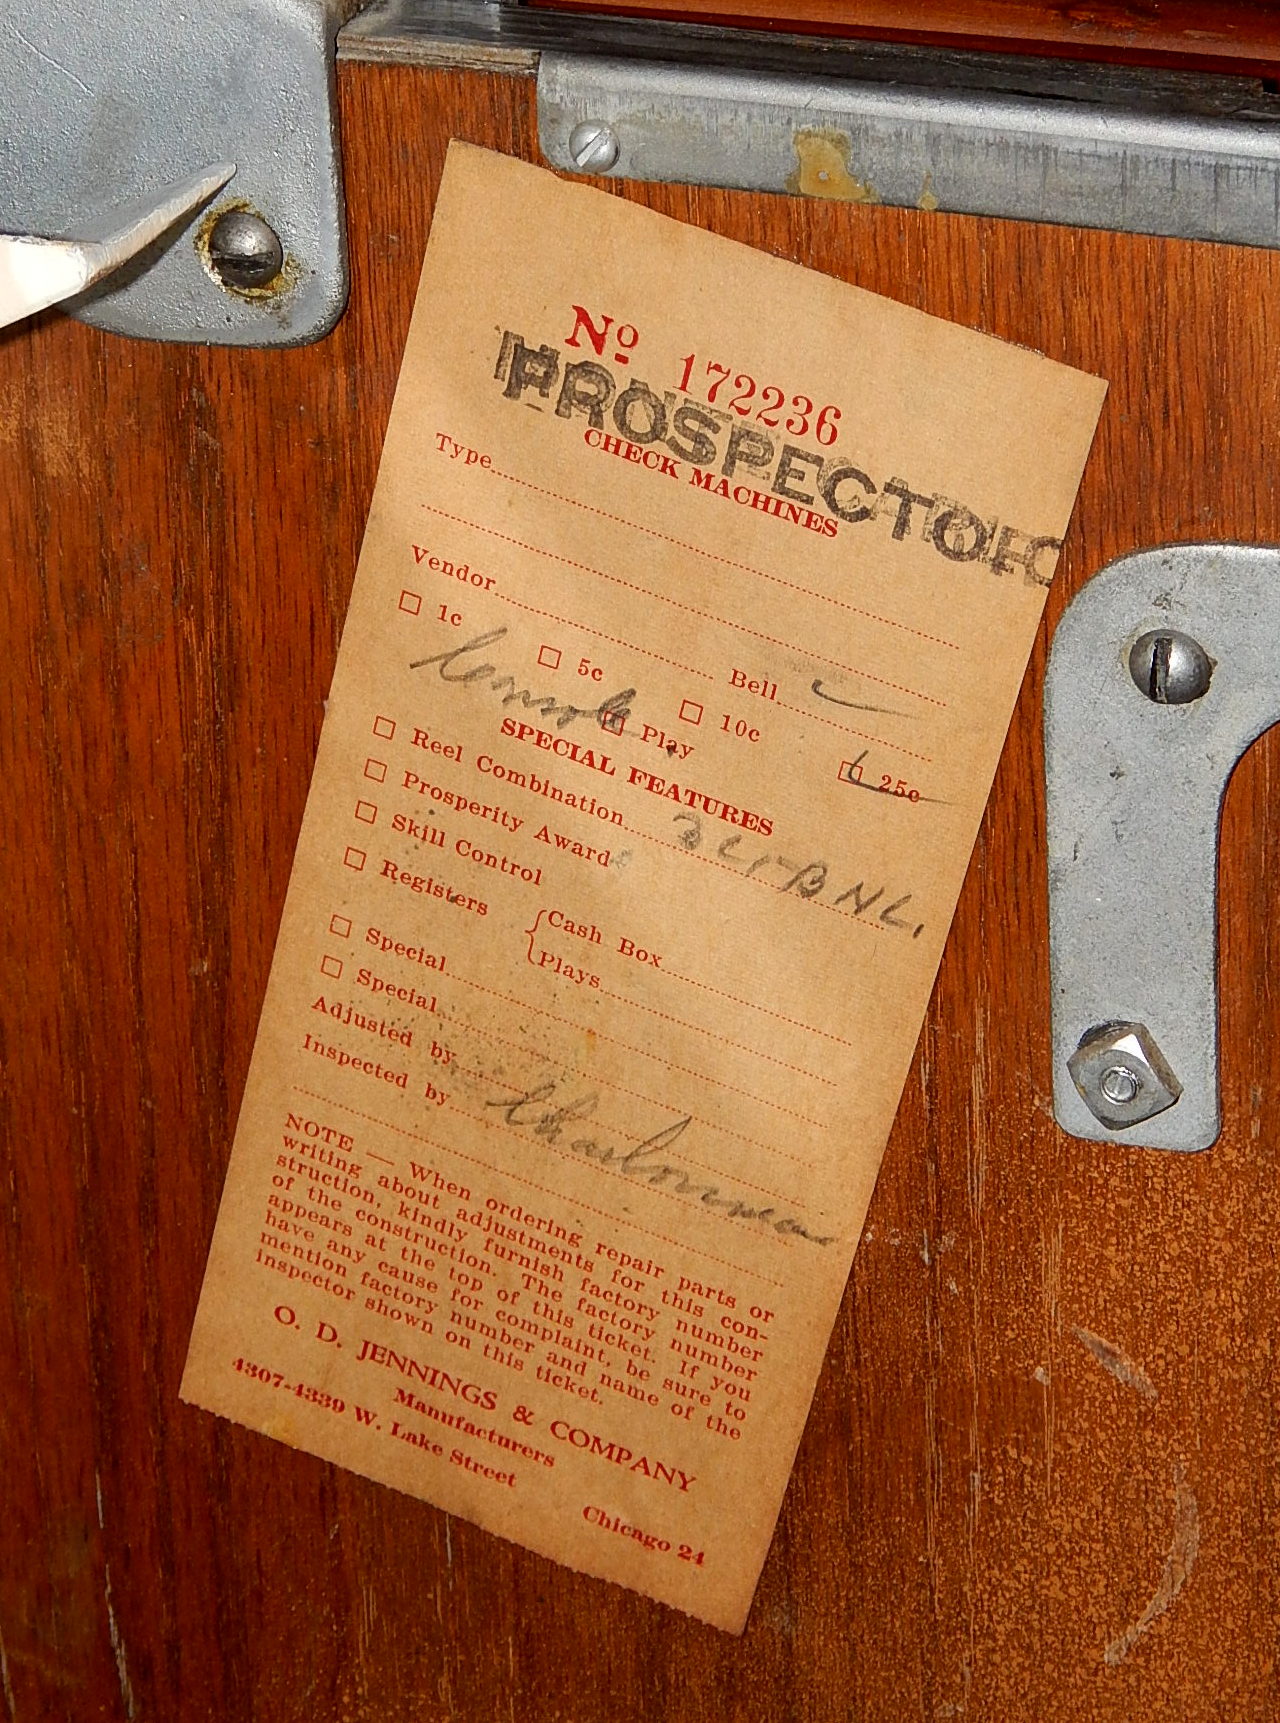 No 172236
PROSPECTOR
CHECK MACHINES
Type
Vendor
Bell
1c 5c 10c 25c
Console Play
SPECIAL FEATURES
Reel Combination
Prosperity Award
Skill Control
Registers { Cash Box
Plays
Special
Special
Adjusted by
Inspected by
NOTE — When ordering repair parts or
writing about adjustments for this con-
struction, kindly furnish factory number
of the construction. The factory number
appears at the top of this ticket. If you
have any cause for complaint, be sure to
mention factory number and name of the
inspector shown on this ticket.
O. D. JENNINGS & COMPANY
Manufacturers
4307-4339 W. Lake Street
Chicago 24